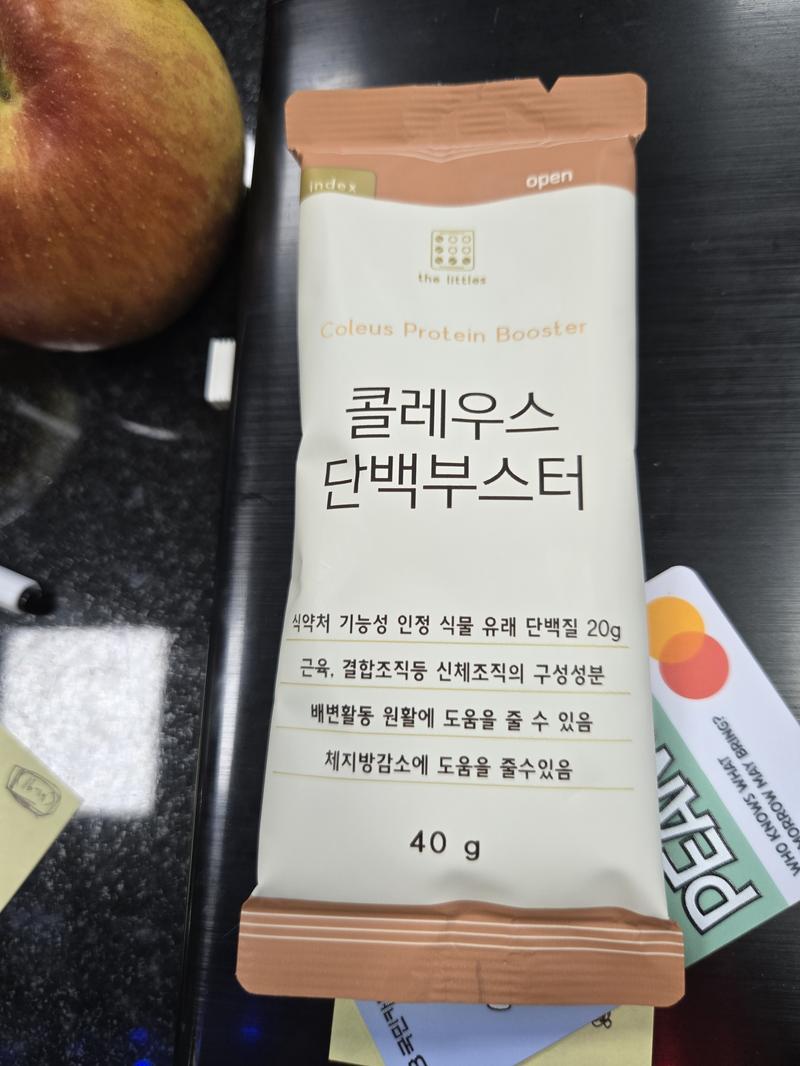 index
open
the littles
Coleus Protein Booster
콜레우스
단백부스터
식약처 기능성 인정 식물 유래 단백질 20g
근육, 결합조직등 신체조직의 구성성분
배변활동 원활에 도움을 줄 수 있음
체지방감소에 도움을 줄수있음
40 g
WHO KNOWS WHAT
MORROW MAY BRING?
PEAN